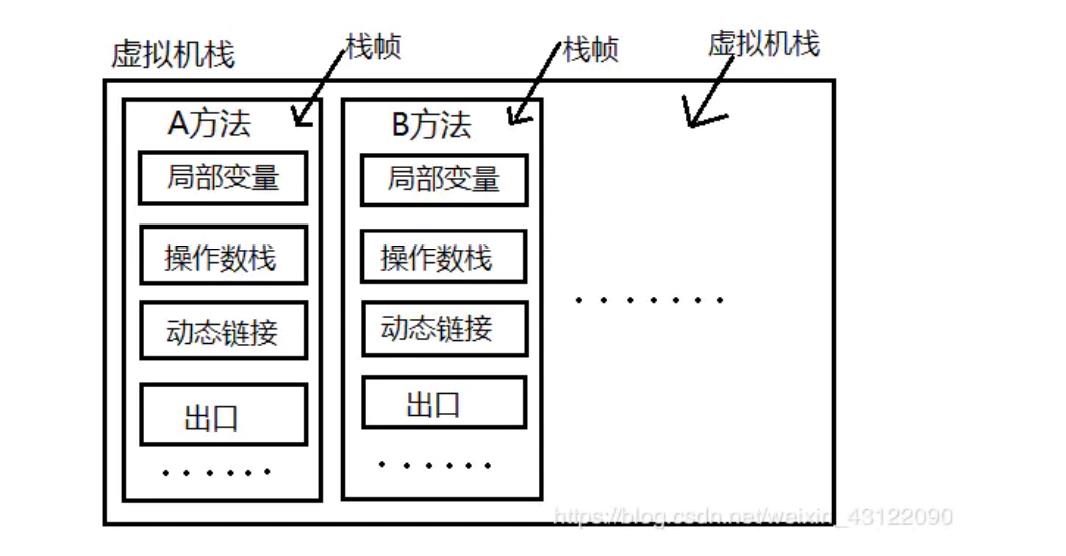 虚拟机栈
栈帧
栈帧
虚拟机栈
A方法
局部变量
操作数栈
动态链接
出口
......
B方法
局部变量
操作数栈
动态链接
出口
......
.......
https://blog.csdn.net/weixin_43122090